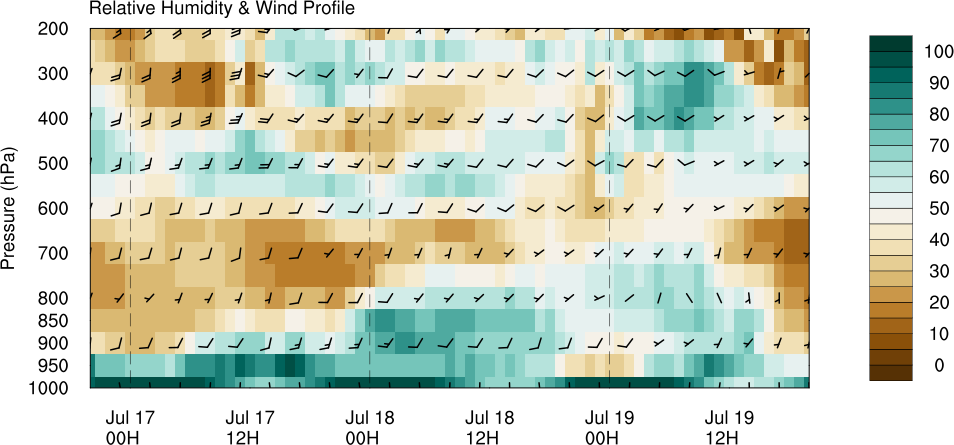 Relative Humidity & Wind Profile
Pressure (hPa)
200
300
400
500
600
700
800
850
900
950
1000
Jul 17 00H
Jul 17 12H
Jul 18 00H
Jul 18 12H
Jul 19 00H
Jul 19 12H
100
90
80
70
60
50
40
30
20
10
0